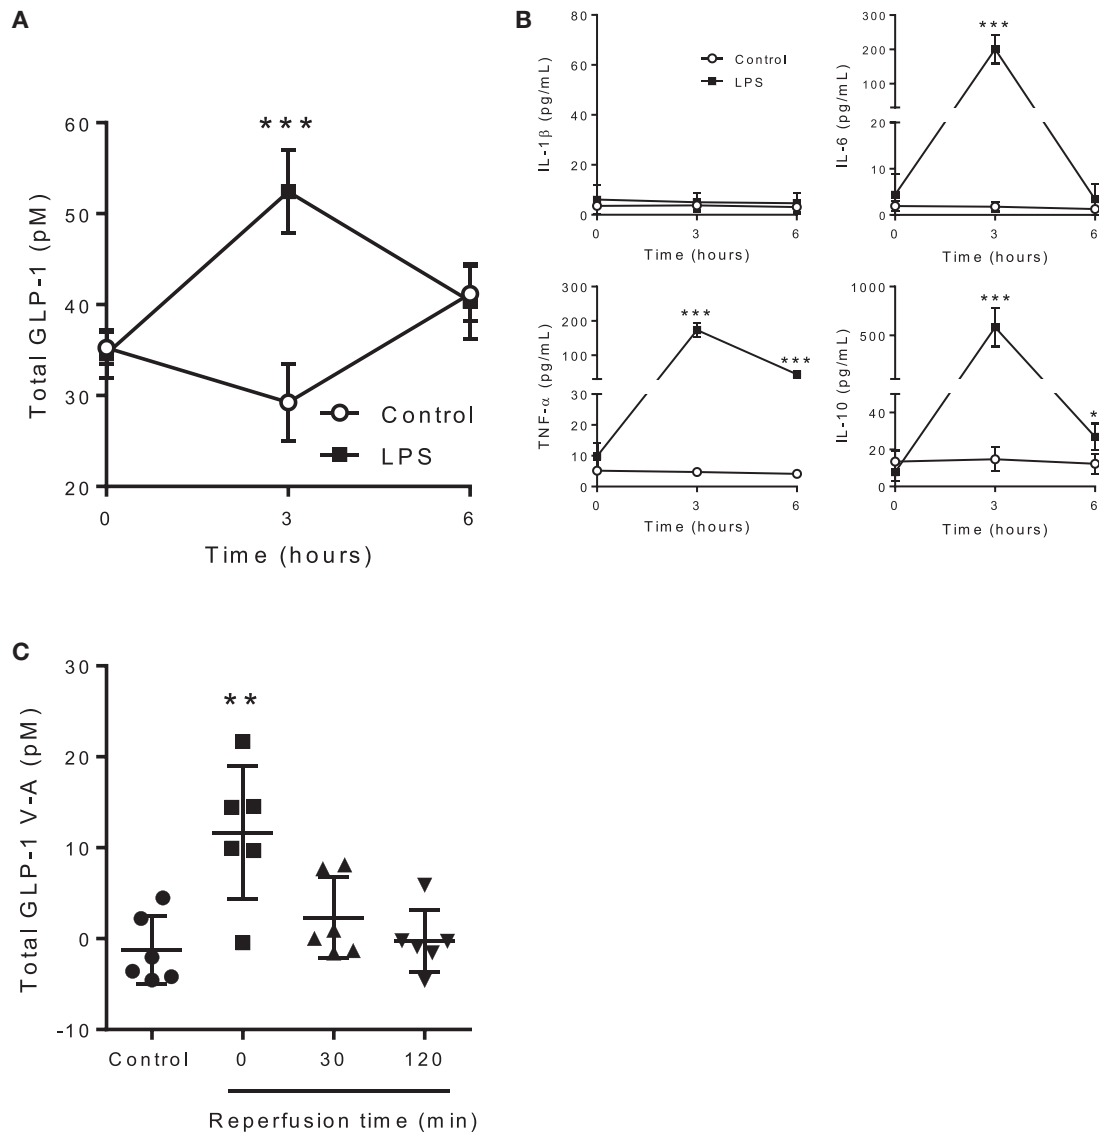 A
Total GLP-1 (pM)
60
50
40
30
20
***
Control
LPS
0
3
6
Time (hours)
B
IL-1β (pg/mL)
80
60
40
20
0
Control
LPS
0
3
6
Time (hours)
IL-6 (pg/mL)
300
200
100
20
10
0
***
0
3
6
Time (hours)
TNF-α (pg/mL)
300
200
100
30
20
10
0
***
***
0
3
6
Time (hours)
IL-10 (pg/mL)
1000
500
40
20
0
***
*
0
3
6
Time (hours)
C
Total GLP-1 V-A (pM)
30
20
10
0
-10
**
Control
0
30
120
Reperfusion time (min)